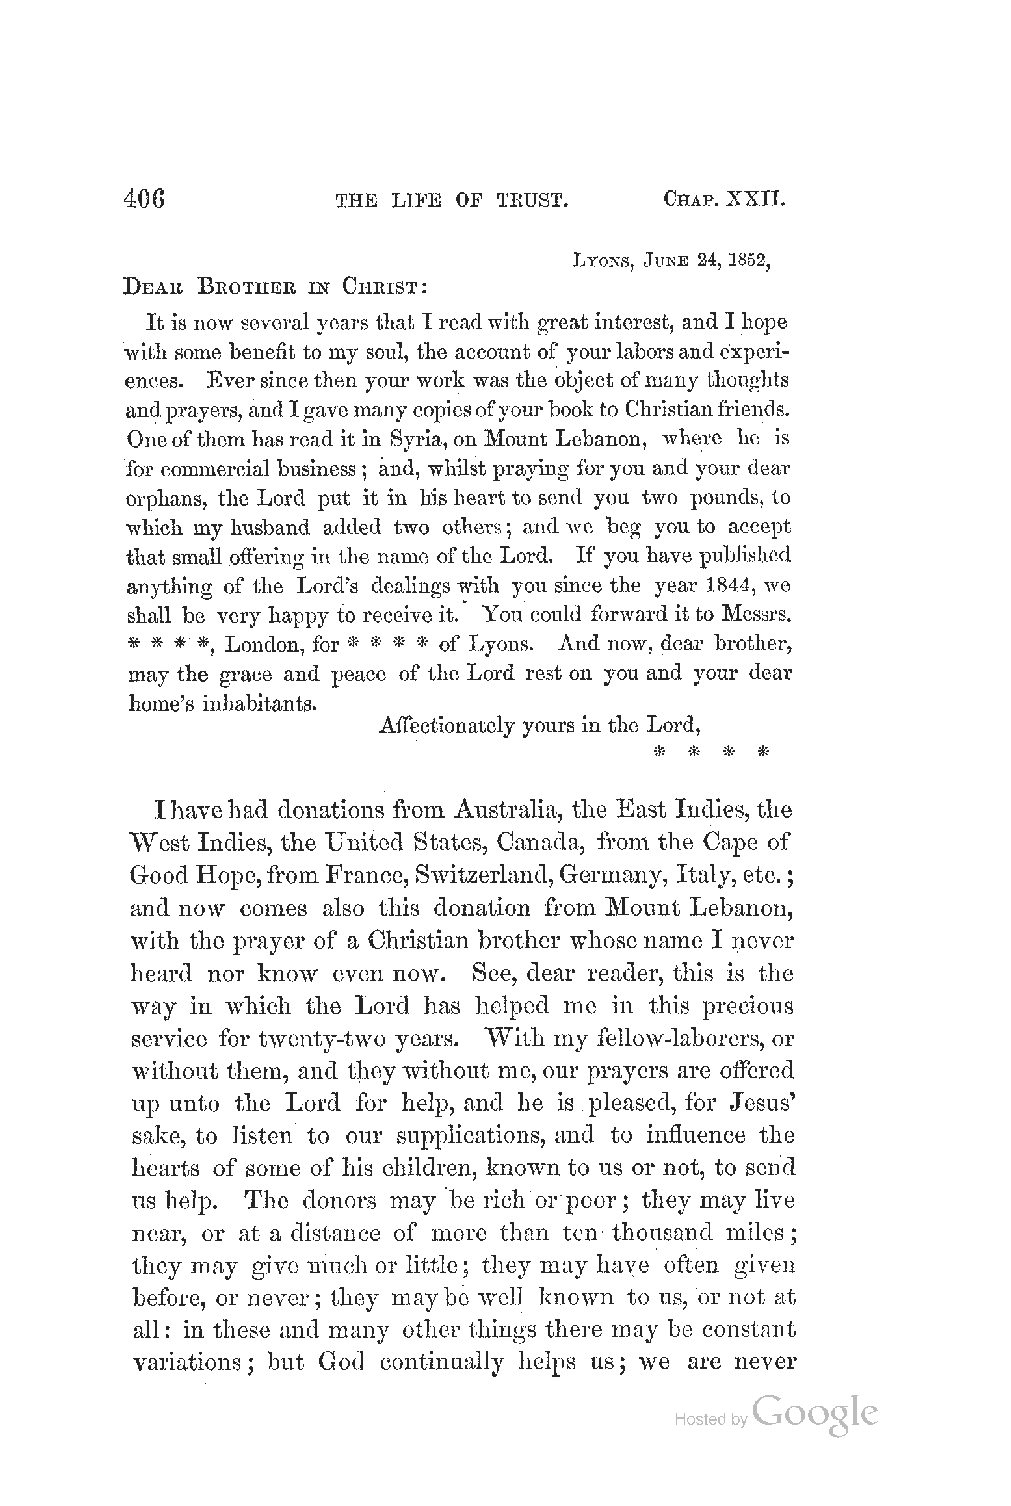 406 THE LIFE OF TRUST. CHAP. XXII.
LYONS, JUNE 24, 1852,
DEAR BROTHER IN CHRIST:
It is now several years that I read with great interest, and I hope
with some benefit to my soul, the account of your labors and experi-
ences. Ever since then your work was the object of many thoughts
and prayers, and I gave many copies of your book to Christian friends.
One of them has read it in Syria, on Mount Lebanon, where he is
for commercial business; and, whilst praying for you and your dear
orphans, the Lord put it in his heart to send you two pounds, to
which my husband added two others; and we beg you to accept
that small offering in the name of the Lord. If you have published
anything of the Lord's dealings with you since the year 1844, we
shall be very happy to receive it. You could forward it to Messrs.
* * * *, London, for * * * * of Lyons. And now, dear brother,
may the grace and peace of the Lord rest on you and your dear
home's inhabitants.
Affectionately yours in the Lord,
* * * *
I have had donations from Australia, the East Indies, the
West Indies, the United States, Canada, from the Cape of
Good Hope, from France, Switzerland, Germany, Italy, etc.;
and now comes also this donation from Mount Lebanon,
with the prayer of a Christian brother whose name I never
heard nor know even now. See, dear reader, this is the
way in which the Lord has helped me in this precious
service for twenty-two years. With my fellow-laborers, or
without them, and they without me, our prayers are offered
up unto the Lord for help, and he is pleased, for Jesus'
sake, to listen to our supplications, and to influence the
hearts of some of his children, known to us or not, to send
us help. The donors may be rich or poor; they may live
near, or at a distance of more than ten thousand miles;
they may give much or little; they may have often given
before, or never; they may be well known to us, or not at
all: in these and many other things there may be constant
variations; but God continually helps us; we are never
Hosted by Google